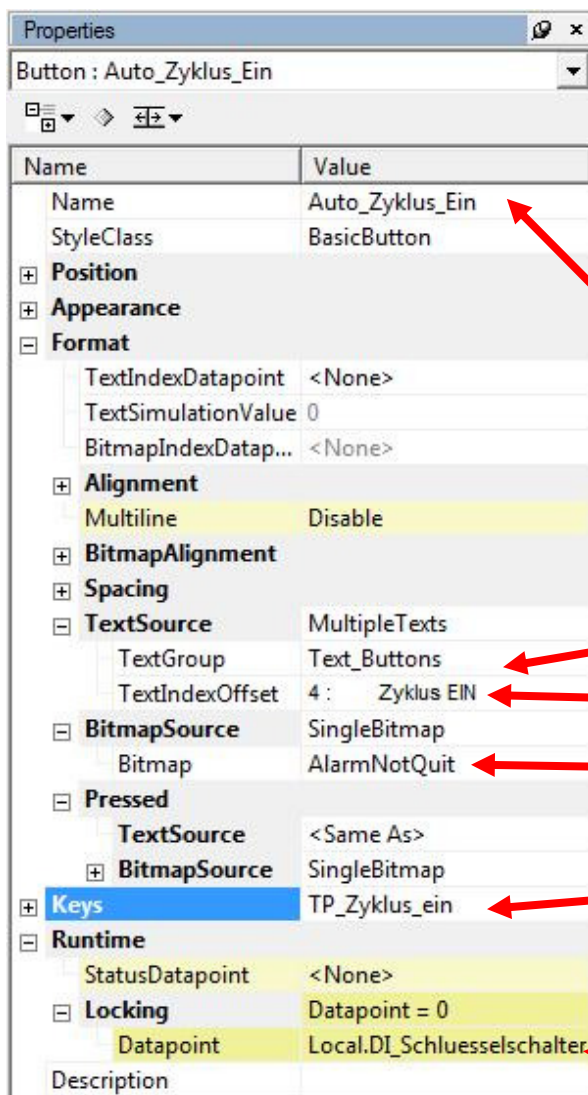 Properties
Button : Auto_Zyklus_Ein
Name Value
Name Auto_Zyklus_Ein
StyleClass BasicButton
Position
Appearance
Format
TextIndexDatapoint <None>
TextSimulationValue 0
BitmapIndexDatap... <None>
Alignment
Multiline Disable
BitmapAlignment
Spacing
TextSource MultipleTexts
TextGroup Text_Buttons
TextIndexOffset 4 : Zyklus EIN
BitmapSource SingleBitmap
Bitmap AlarmNotQuit
Pressed
TextSource <Same As>
BitmapSource SingleBitmap
Keys TP_Zyklus_ein
Runtime
StatusDatapoint <None>
Locking Datapoint = 0
Datapoint Local.DI_Schluesselschalter
Description